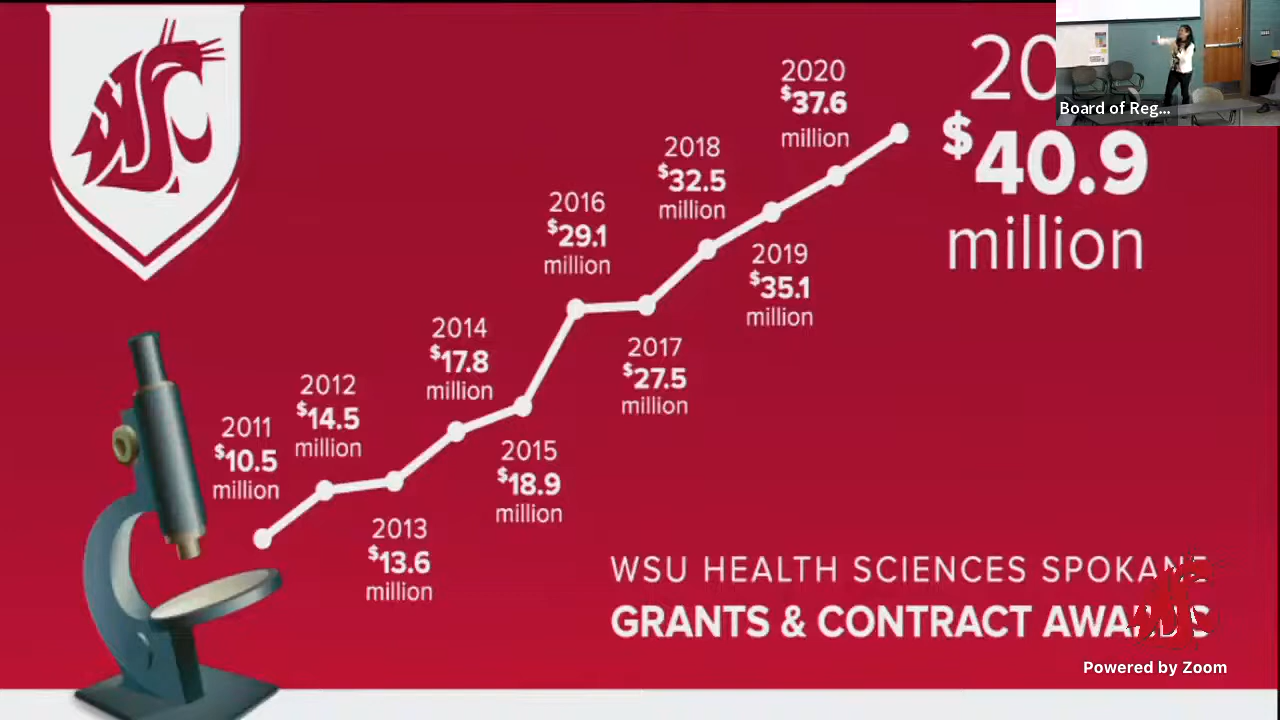 2011
$10.5
million
2012
$14.5
million
2013
$13.6
million
2014
$17.8
million
2015
$18.9
million
2016
$29.1
million
2017
$27.5
million
2018
$32.5
million
2019
$35.1
million
2020
$37.6
million
20
$40.9
million
Board of Reg...
WSU HEALTH SCIENCES SPOKANE
GRANTS & CONTRACT AWARDS
Powered by Zoom